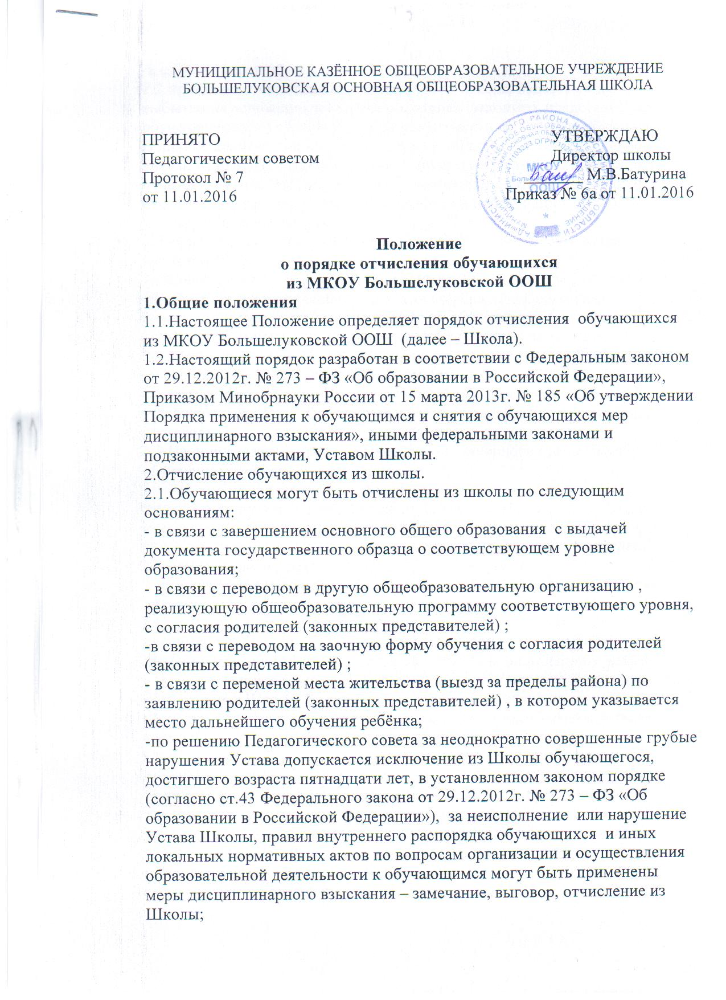 МУНИЦИПАЛЬНОЕ КАЗЁННОЕ ОБЩЕОБРАЗОВАТЕЛЬНОЕ УЧРЕЖДЕНИЕ
БОЛЬШЕЛУКОВСКАЯ ОСНОВНАЯ ОБЩЕОБРАЗОВАТЕЛЬНАЯ ШКОЛА
ПРИНЯТО
Педагогическим советом
Протокол № 7
от 11.01.2016
УТВЕРЖДАЮ
Директор школы
М.В.Батурина
Приказ № 6а от 11.01.2016
МКОУ
ООШ
Положение
о порядке отчисления обучающихся
из МКОУ Большелуковской ООШ
1.Общие положения
1.1.Настоящее Положение определяет порядок отчисления обучающихся
из МКОУ Большелуковской ООШ (далее – Школа).
1.2.Настоящий порядок разработан в соответствии с Федеральным законом
от 29.12.2012г. № 273 – ФЗ «Об образовании в Российской Федерации»,
Приказом Минобрнауки России от 15 марта 2013г. № 185 «Об утверждении
Порядка применения к обучающимся и снятия с обучающихся мер
дисциплинарного взыскания», иными федеральными законами и
подзаконными актами, Уставом Школы.
2.Отчисление обучающихся из школы.
2.1.Обучающиеся могут быть отчислены из школы по следующим
основаниям:
- в связи с завершением основного общего образования с выдачей
документа государственного образца о соответствующем уровне
образования;
- в связи с переводом в другую общеобразовательную организацию ,
реализующую общеобразовательную программу соответствующего уровня,
с согласия родителей (законных представителей) ;
-в связи с переводом на заочную форму обучения с согласия родителей
(законных представителей) ;
- в связи с переменой места жительства (выезд за пределы района) по
заявлению родителей (законных представителей) , в котором указывается
место дальнейшего обучения ребёнка;
-по решению Педагогического совета за неоднократно совершенные грубые
нарушения Устава допускается исключение из Школы обучающегося,
достигшего возраста пятнадцати лет, в установленном законом порядке
(согласно ст.43 Федерального закона от 29.12.2012г. № 273 – ФЗ «Об
образовании в Российской Федерации»), за неисполнение или нарушение
Устава Школы, правил внутреннего распорядка обучающихся и иных
локальных нормативных актов по вопросам организации и осуществления
образовательной деятельности к обучающимся могут быть применены
меры дисциплинарного взыскания – замечание, выговор, отчисление из
Школы;